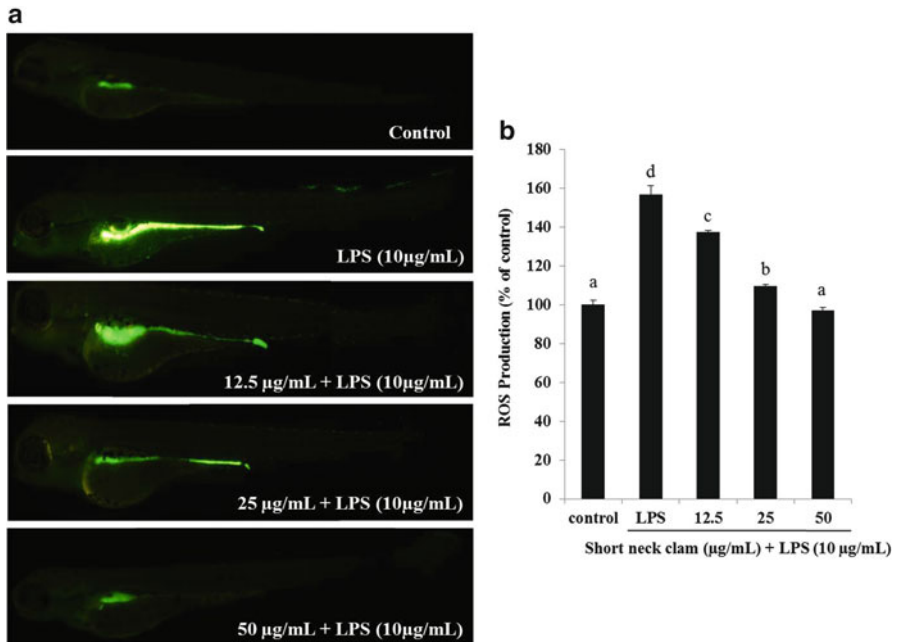 a
Control
LPS (10µg/mL)
12.5 µg/mL + LPS (10µg/mL)
25 µg/mL + LPS (10µg/mL)
50 µg/mL + LPS (10µg/mL)
b
ROS Production (% of control)
180
160
140
120
100
80
60
40
20
0
a
d
c
b
a
control LPS 12.5 25 50
Short neck clam (µg/mL) + LPS (10 µg/mL)